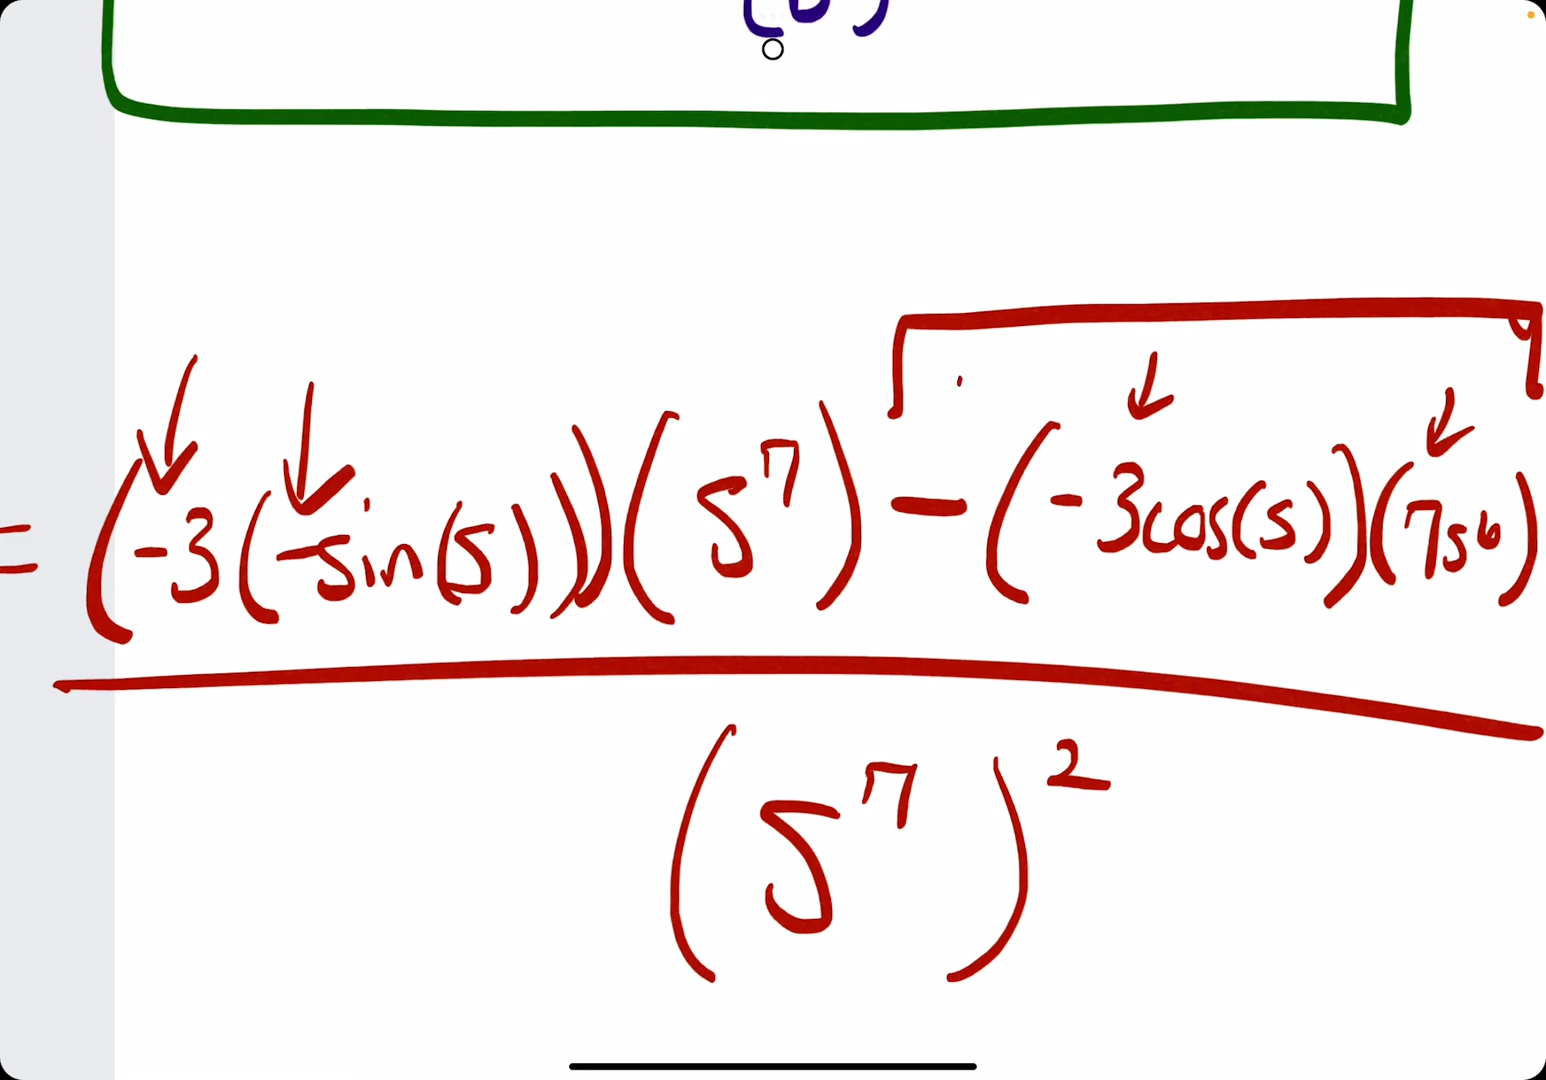 = (-3(-sin(s)))(s⁷) - (-3cos(s))(7s⁶)
(s⁷)²